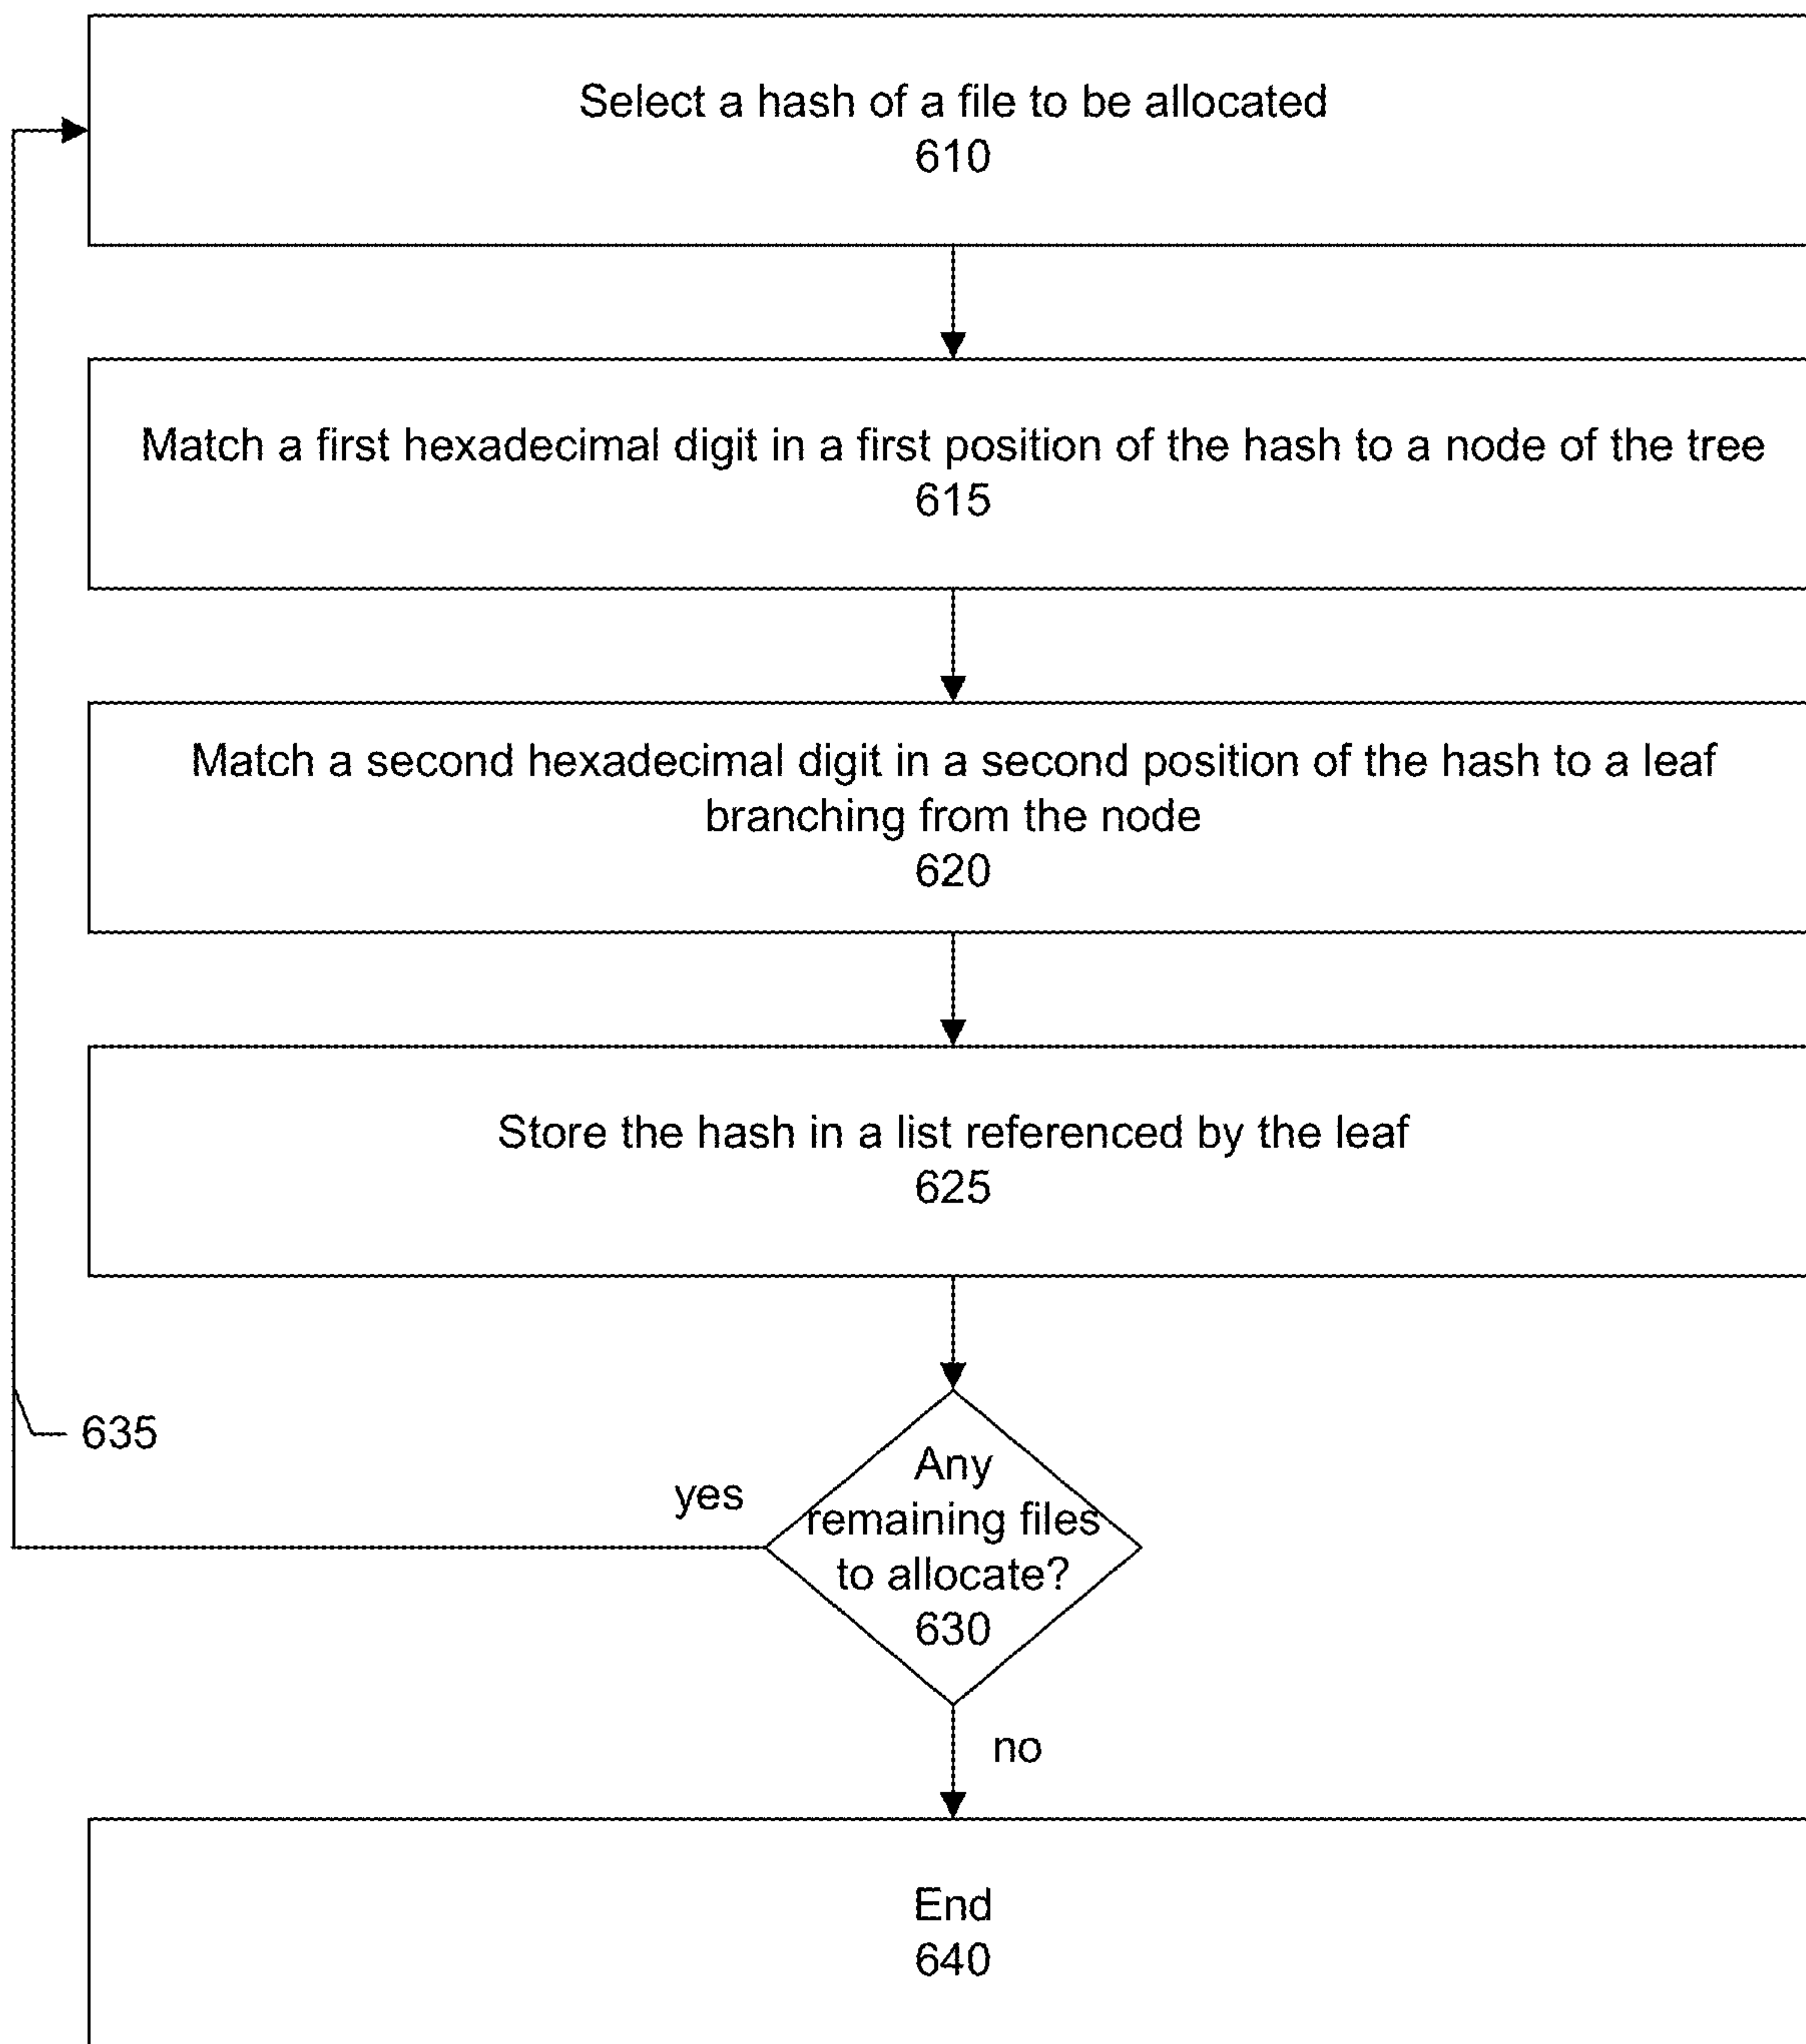 Select a hash of a file to be allocated
610
Match a first hexadecimal digit in a first position of the hash to a node of the tree
615
Match a second hexadecimal digit in a second position of the hash to a leaf
branching from the node
620
Store the hash in a list referenced by the leaf
625
635
yes
Any
remaining files
to allocate?
630
no
End
640